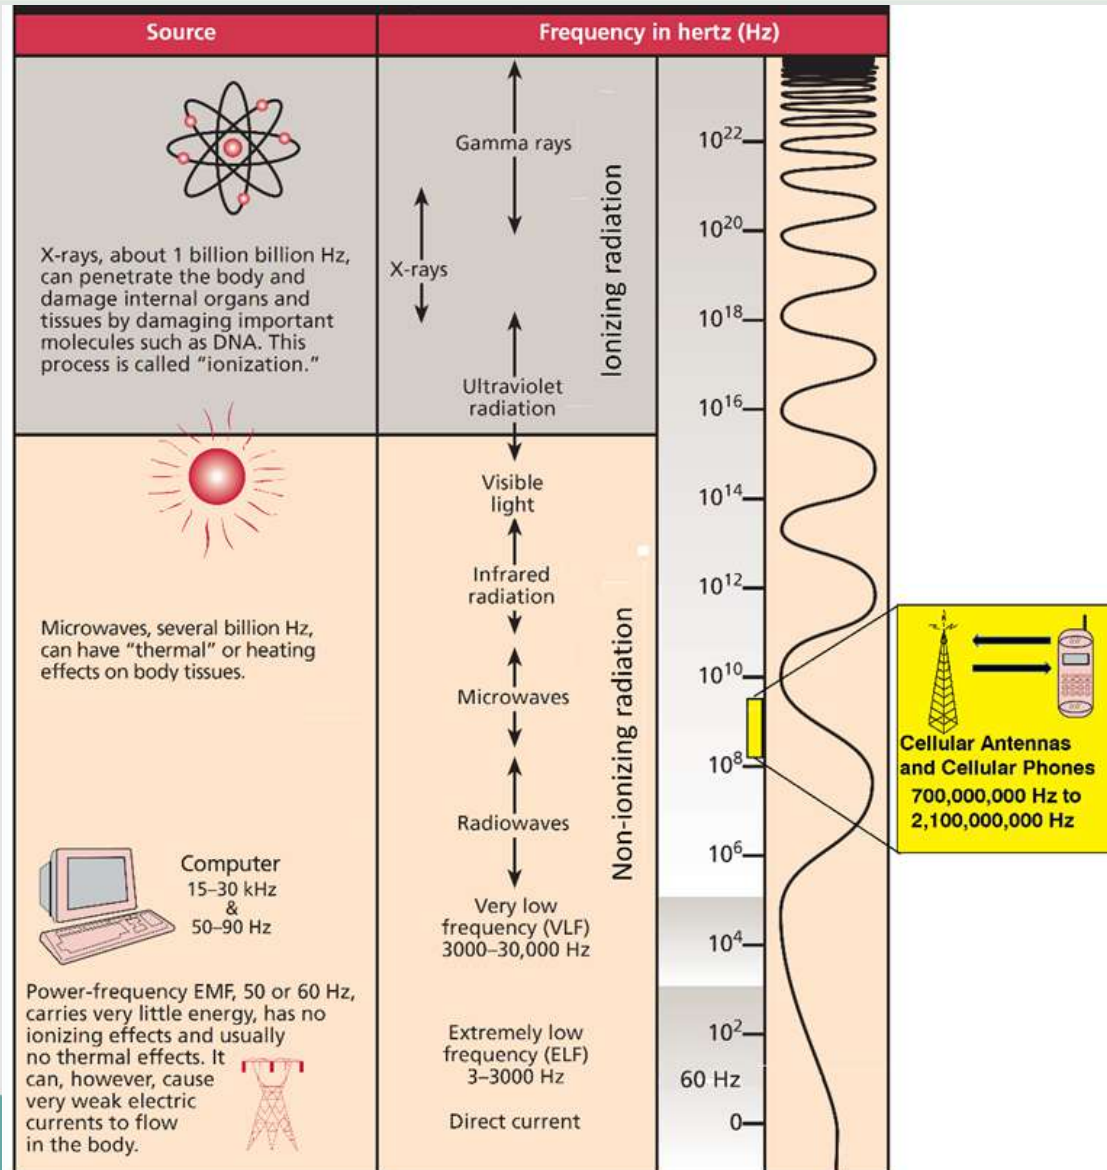 Source
Frequency in hertz (Hz)
X-rays, about 1 billion billion Hz,
can penetrate the body and
damage internal organs and
tissues by damaging important
molecules such as DNA. This
process is called “ionization.”
Microwaves, several billion Hz,
can have “thermal” or heating
effects on body tissues.
Computer
15–30 kHz
&
50–90 Hz
Power-frequency EMF, 50 or 60 Hz,
carries very little energy, has no
ionizing effects and usually
no thermal effects. It
can, however, cause
very weak electric
currents to flow
in the body.
Gamma rays
X-rays
Ultraviolet
radiation
Visible
light
Infrared
radiation
Microwaves
Radiowaves
Very low
frequency (VLF)
3000–30,000 Hz
Extremely low
frequency (ELF)
3–3000 Hz
Direct current
Ionizing radiation
Non-ionizing radiation
10²²
10²⁰
10¹⁸
10¹⁶
10¹⁴
10¹²
10¹⁰
10⁸
10⁶
10⁴
10²
60 Hz
0
Cellular Antennas
and Cellular Phones
700,000,000 Hz to
2,100,000,000 Hz